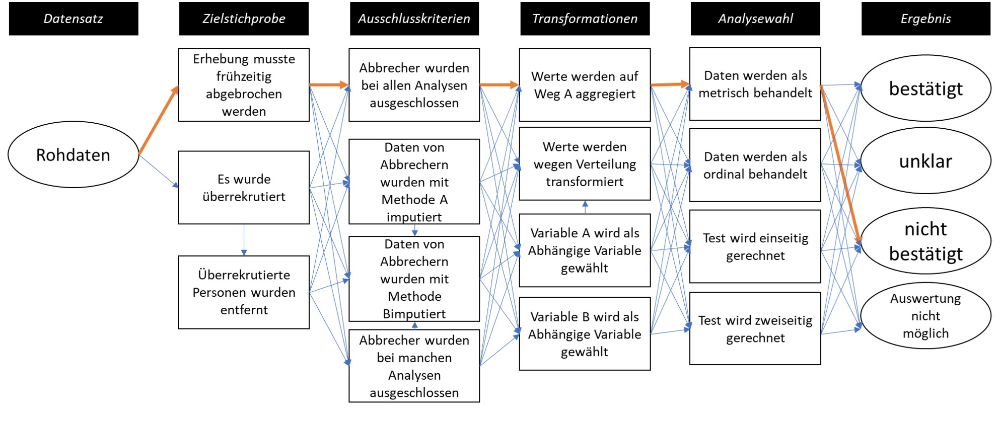 Datensatz
Zielstichprobe
Ausschlusskriterien
Transformationen
Analysewahl
Ergebnis
Rohdaten
Erhebung musste
frühzeitig
abgebrochen
werden
Es wurde
überrekrutiert
Überrekrutierte
Personen wurden
entfernt
Abbrecher wurden
bei allen Analysen
ausgeschlossen
Daten von
Abbrechern
wurden mit
Methode A
imputiert
Daten von
Abbrechern
wurden mit
Methode
Bimputiert
Abbrecher wurden
bei manchen
Analysen
ausgeschlossen
Werte werden auf
Weg A aggregiert
Werte werden
wegen Verteilung
transformiert
Variable A wird als
Abhängige Variable
gewählt
Variable B wird als
Abhängige Variable
gewählt
Daten werden als
metrisch behandelt
Daten werden als
ordinal behandelt
Test wird einseitig
gerechnet
Test wird zweiseitig
gerechnet
bestätigt
unklar
nicht
bestätigt
Auswertung
nicht
möglich